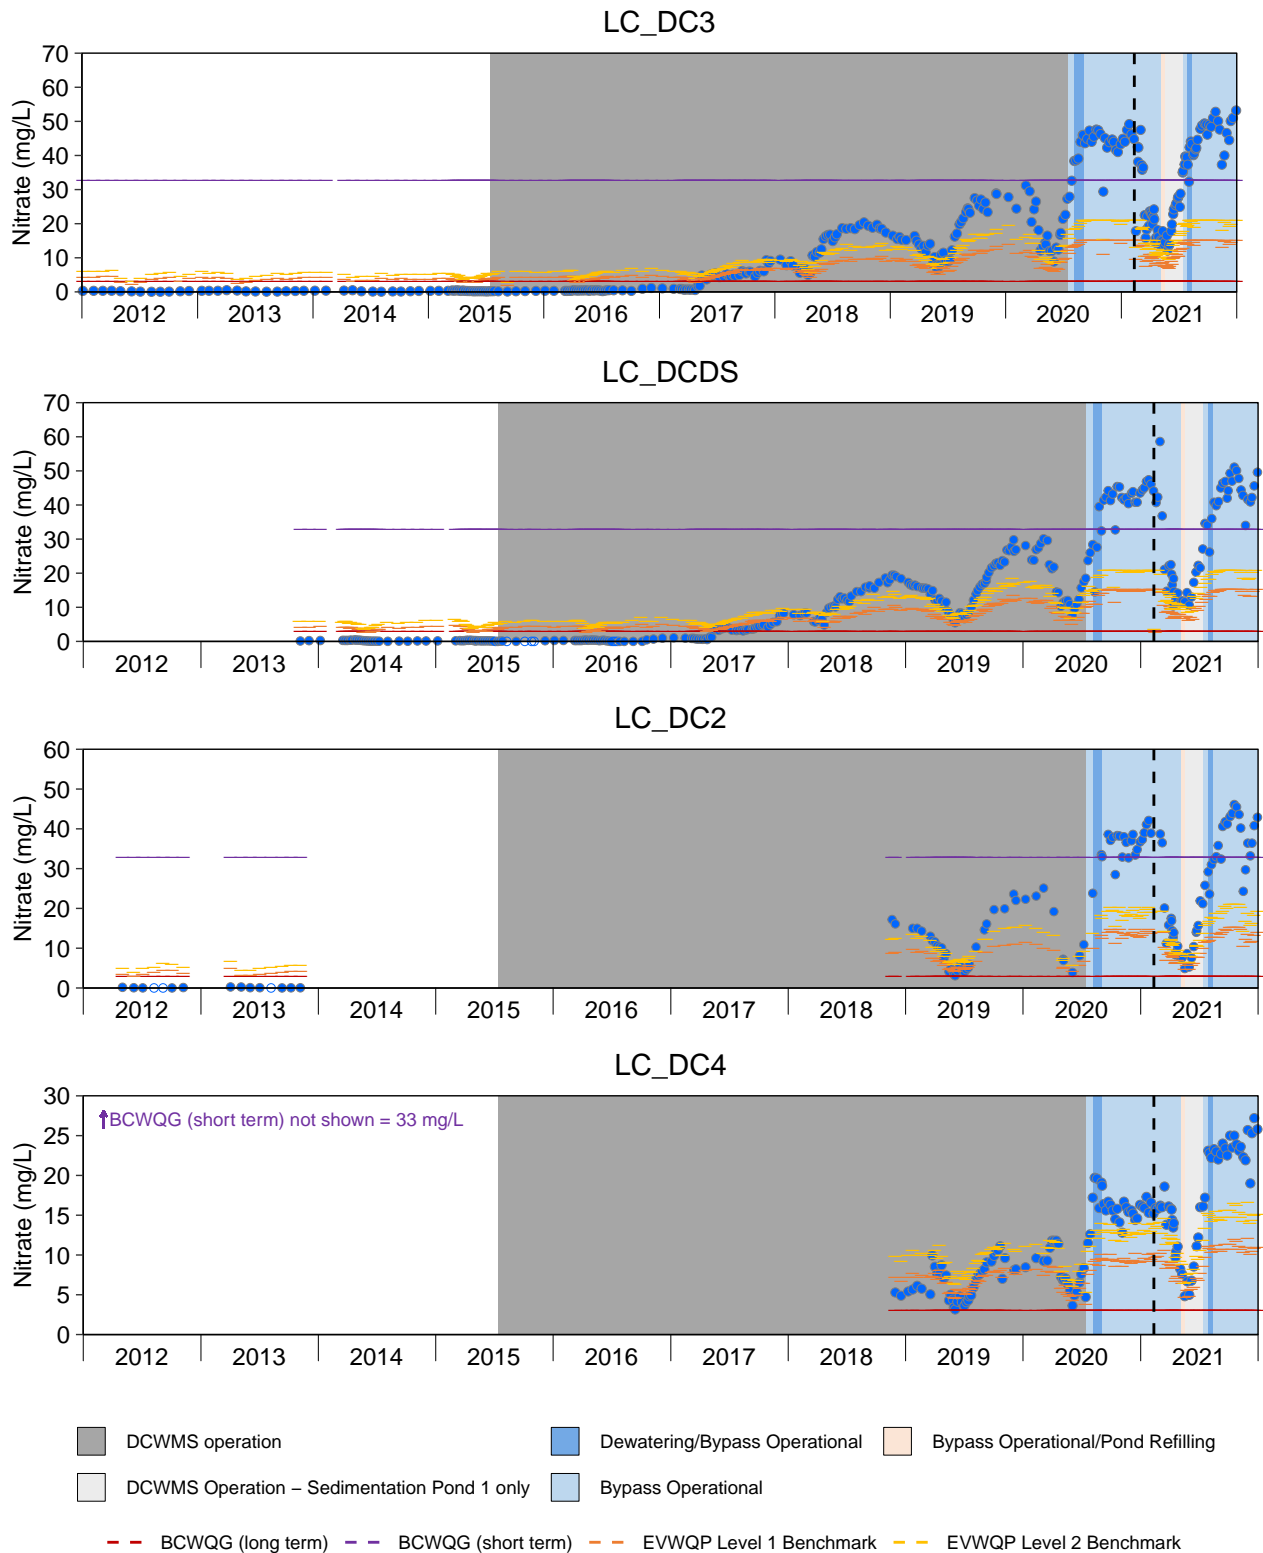 LC_DC3
Nitrate (mg/L)
70
60
50
40
30
20
10
0
2012 2013 2014 2015 2016 2017 2018 2019 2020 2021
LC_DCDS
Nitrate (mg/L)
70
60
50
40
30
20
10
0
2012 2013 2014 2015 2016 2017 2018 2019 2020 2021
LC_DC2
Nitrate (mg/L)
60
50
40
30
20
10
0
2012 2013 2014 2015 2016 2017 2018 2019 2020 2021
LC_DC4
Nitrate (mg/L)
30
25
20
15
10
5
0
BCWQG (short term) not shown = 33 mg/L
2012 2013 2014 2015 2016 2017 2018 2019 2020 2021
DCWMS operation Dewatering/Bypass Operational Bypass Operational/Pond Refilling
DCWMS Operation − Sedimentation Pond 1 only Bypass Operational
BCWQG (long term) BCWQG (short term) EVWQP Level 1 Benchmark EVWQP Level 2 Benchmark